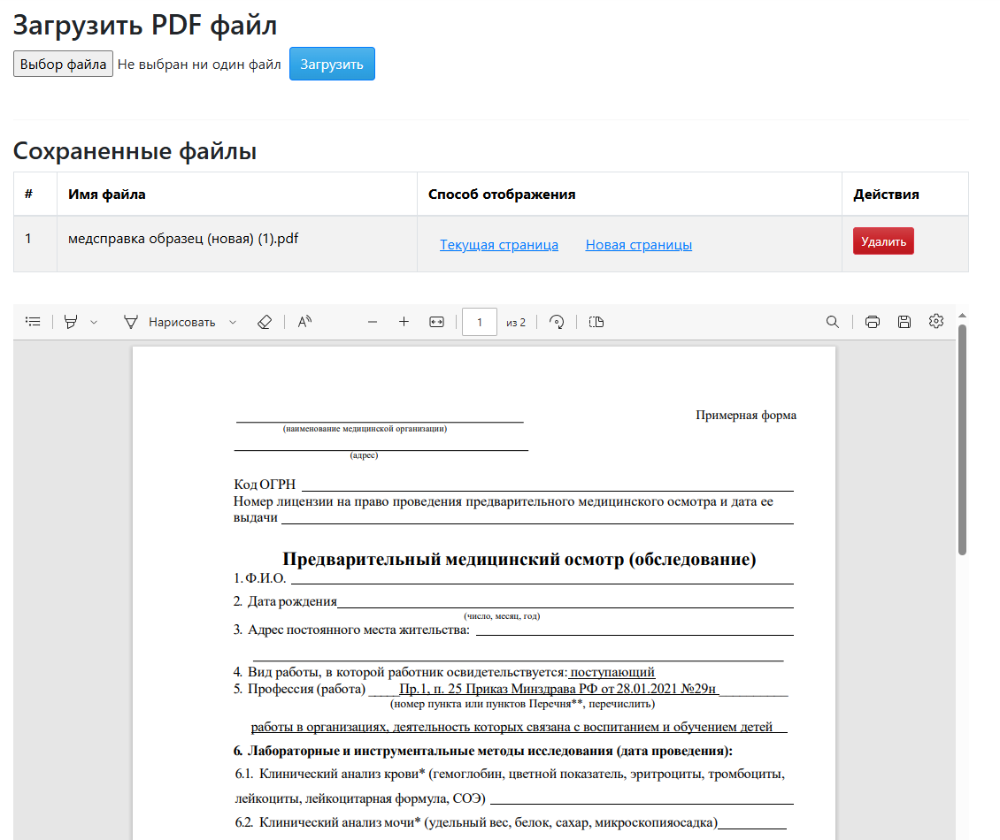 Загрузить PDF файл
Выбор файла Не выбран ни один файл Загрузить
Сохраненные файлы
# Имя файла Способ отображения Действия
1 медсправка образец (новая) (1).pdf Текущая страница Новая страницы Удалить
Нарисовать 1 из 2
Примерная форма
(наименование медицинской организации)
(адрес)
Код ОГРН
Номер лицензии на право проведения предварительного медицинского осмотра и дата ее
выдачи
Предварительный медицинский осмотр (обследование)
1. Ф.И.О.
2. Дата рождения
(число, месяц, год)
3. Адрес постоянного места жительства:
4. Вид работы, в которой работник освидетельствуется: поступающий
5. Профессия (работа) Пр.1, п. 25 Приказ Минздрава РФ от 28.01.2021 №29н
(номер пункта или пунктов Перечня**, перечислить)
работы в организациях, деятельность которых связана с воспитанием и обучением детей
6. Лабораторные и инструментальные методы исследования (дата проведения):
6.1. Клинический анализ крови* (гемоглобин, цветной показатель, эритроциты, тромбоциты,
лейкоциты, лейкоцитарная формула, СОЭ)
6.2. Клинический анализ мочи* (удельный вес, белок, сахар, микроскопияосадка)